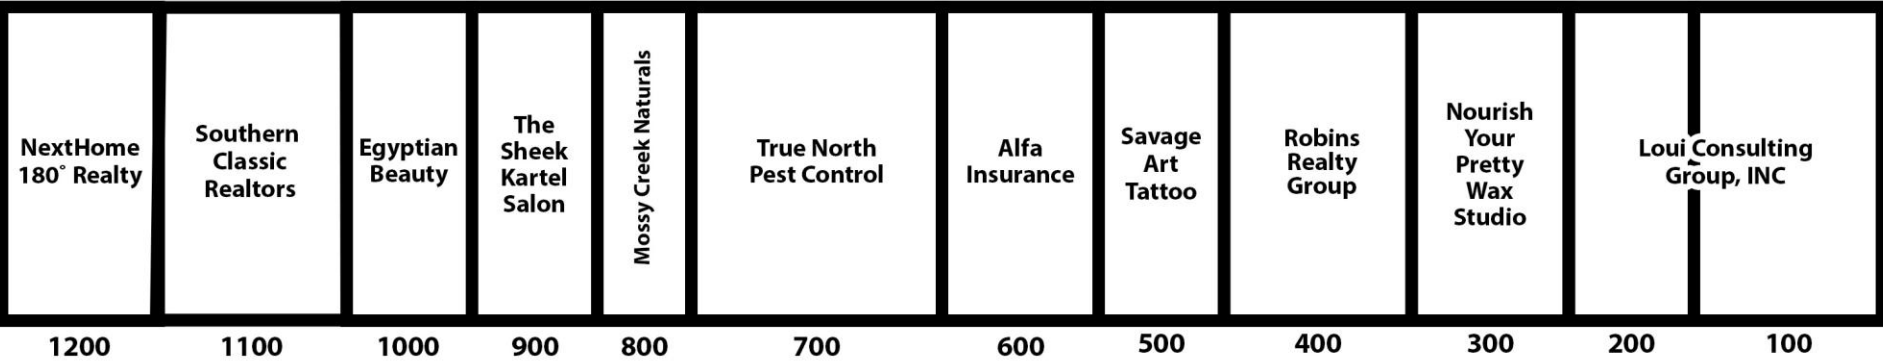 NextHome
180° Realty
Southern
Classic
Realtors
Egyptian
Beauty
The
Sheek
Kartel
Salon
Mossy Creek Naturals
True North
Pest Control
Alfa
Insurance
Savage
Art
Tattoo
Robins
Realty
Group
Nourish
Your
Pretty
Wax
Studio
Loui Consulting
Group, INC
1200
1100
1000
900
800
700
600
500
400
300
200
100